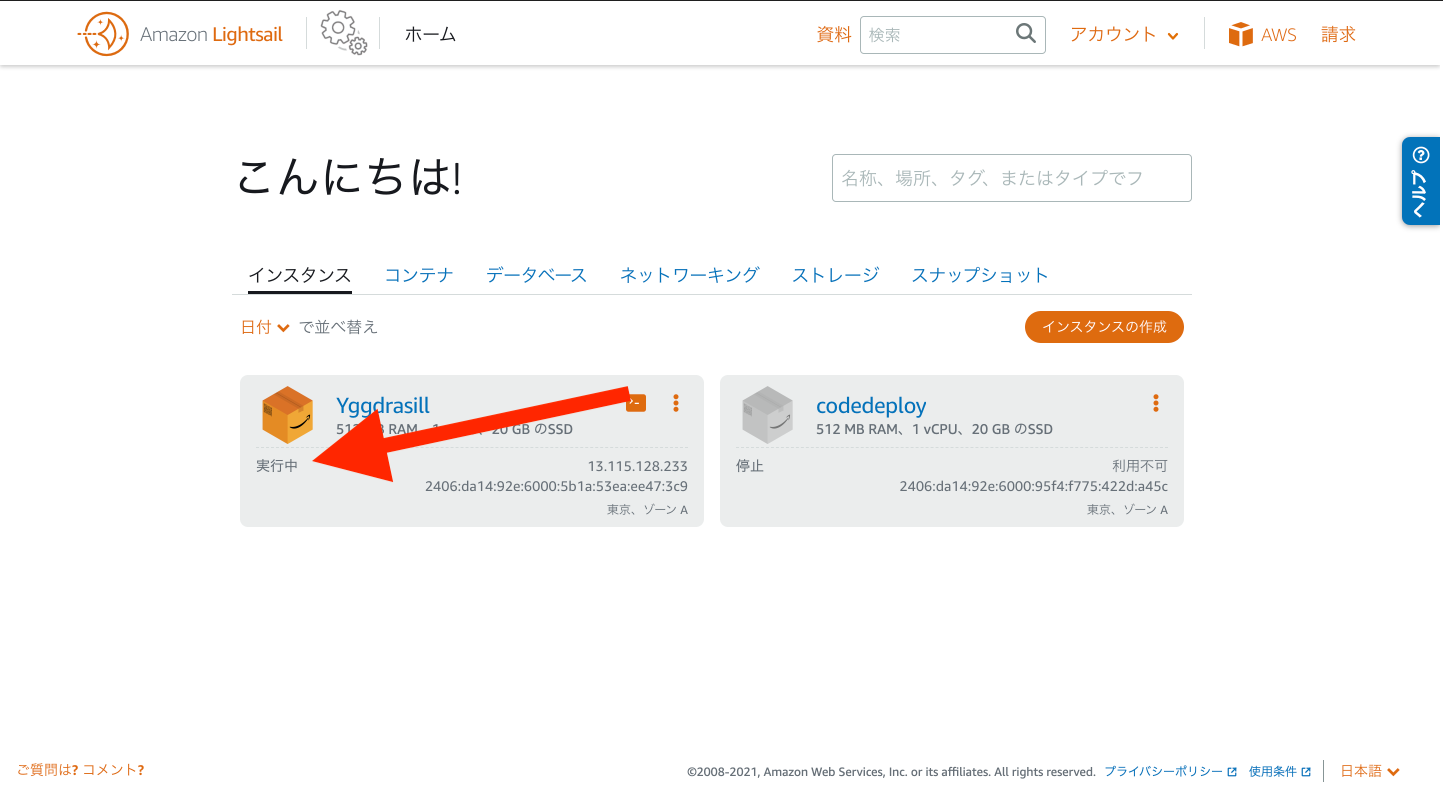 Amazon Lightsail
ホーム
資料
検索
アカウント
AWS
請求
ヘルプ
こんにちは!
名称、場所、タグ、またはタイプでフ
インスタンス コンテナ データベース ネットワーキング ストレージ スナップショット
日付 で並べ替え
インスタンスの作成
Yggdrasill
RAM、 20 GB のSSD
実行中
13.115.128.233
2406:da14:92e:6000:5b1a:53ea:ee47:3c9
東京、ゾーン A
codedeploy
512 MB RAM、1 vCPU、20 GB のSSD
停止
利用不可
2406:da14:92e:6000:95f4:f775:422d:a45c
東京、ゾーン A
ご質問は? コメント?
©2008-2021, Amazon Web Services, Inc. or its affiliates. All rights reserved. プライバシーポリシー 使用条件
日本語